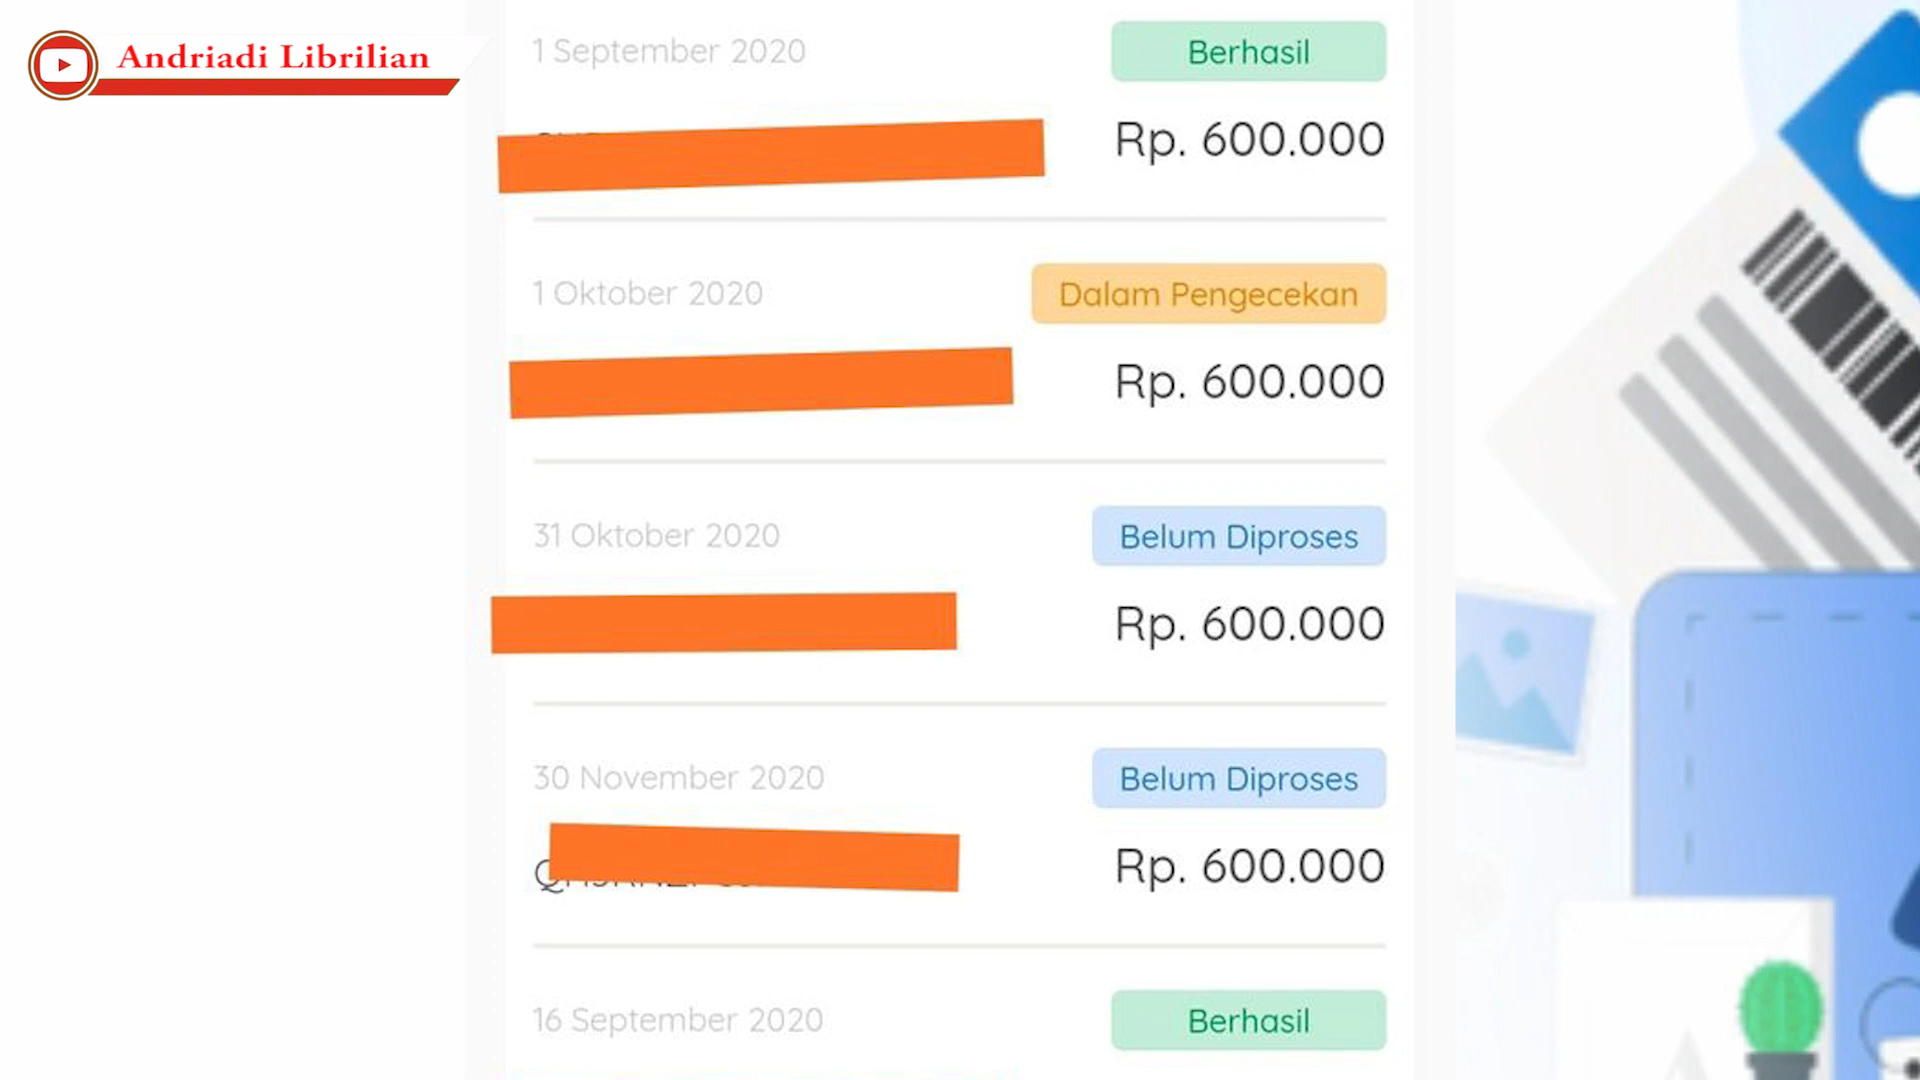 Andriadi Librilian
1 September 2020
Berhasil
Rp. 600.000
1 Oktober 2020
Dalam Pengecekan
Rp. 600.000
31 Oktober 2020
Belum Diproses
Rp. 600.000
30 November 2020
Belum Diproses
Rp. 600.000
16 September 2020
Berhasil